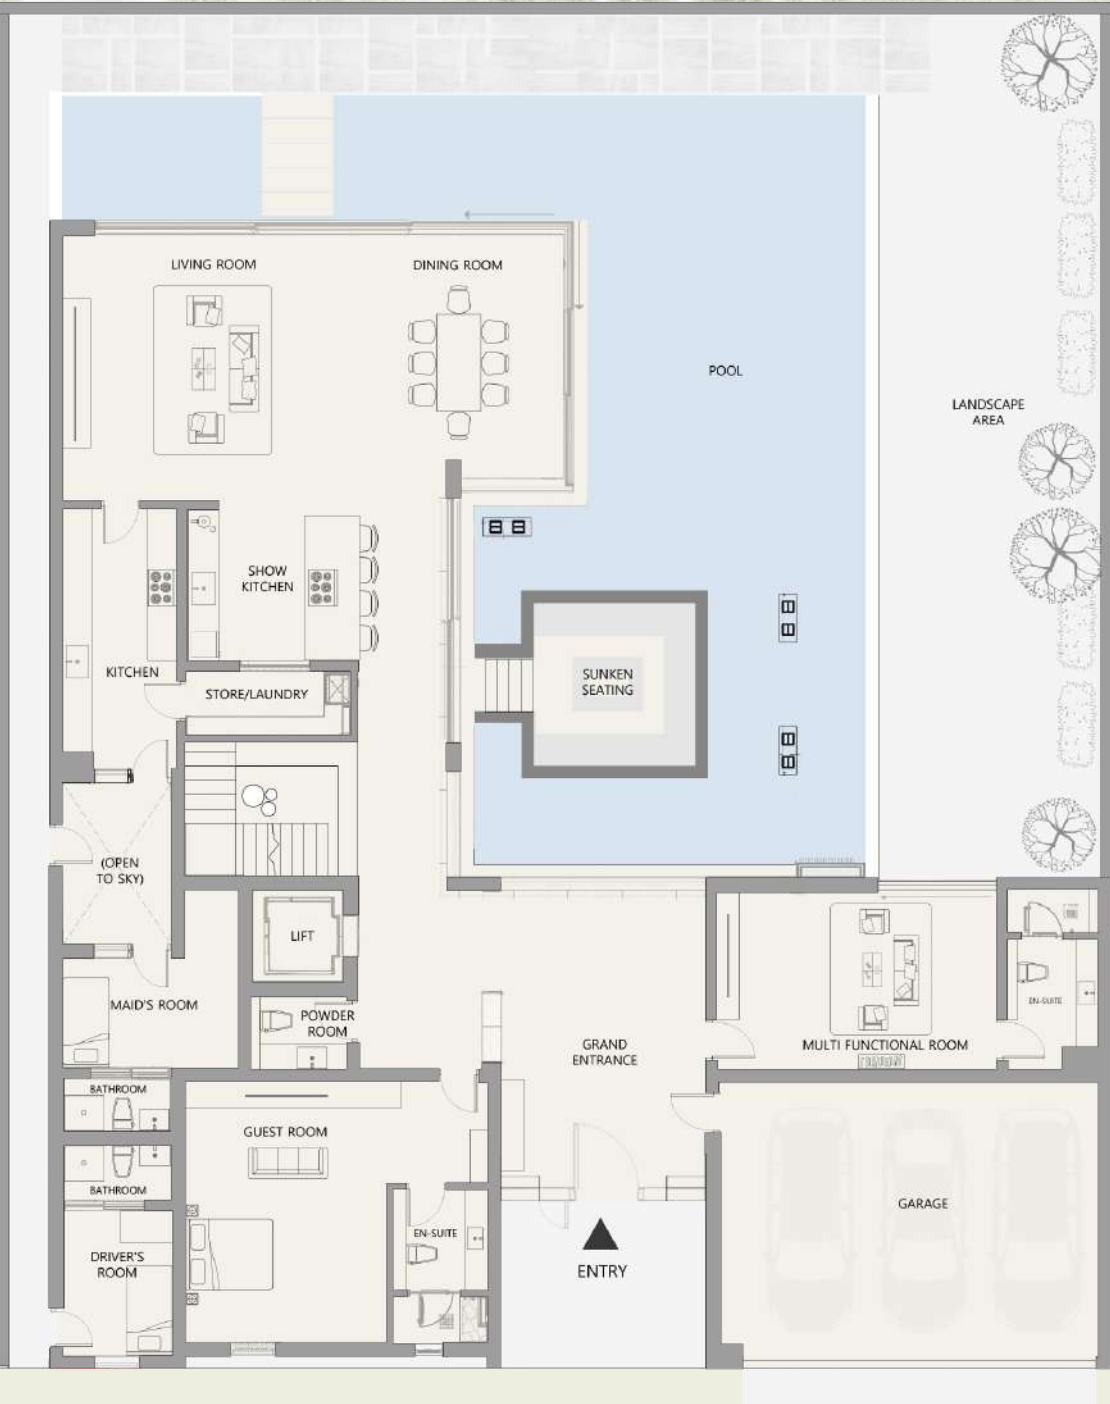 LIVING ROOM
DINING ROOM
POOL
LANDSCAPE
AREA
SHOW
KITCHEN
KITCHEN
STORE/LAUNDRY
SUNKEN
SEATING
(OPEN
TO SKY)
LIFT
MAID'S ROOM
POWDER
ROOM
EN-SUITE
GRAND
ENTRANCE
MULTI FUNCTIONAL ROOM
BATHROOM
GUEST ROOM
BATHROOM
GARAGE
EN-SUITE
DRIVER'S
ROOM
ENTRY